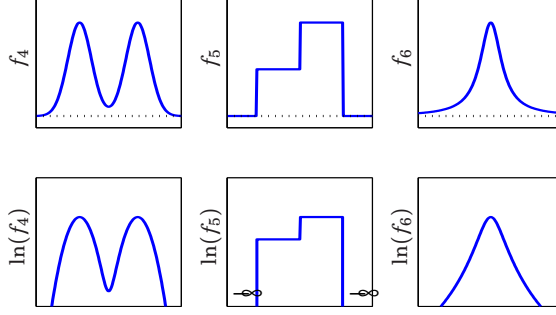 f₄
f₅
f₆
ln(f₄)
ln(f₅)
ln(f₆)
−∞
−∞